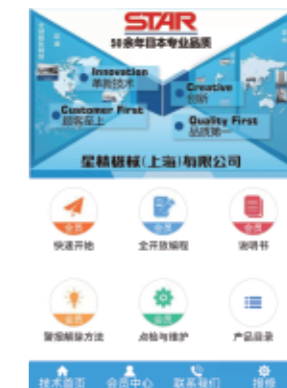 STAR
50余年日本专业品质
Innovation
革新技术
Creative
创新
Customer First
顾客至上
Quality First
品质第一
星精機械(上海)有限公司
会员
快速开始
会员
全开放编程
会员
说明书
会员
警报解除方法
会员
点检与维护
产品目录
技术首页
会员中心
联系我们
报修